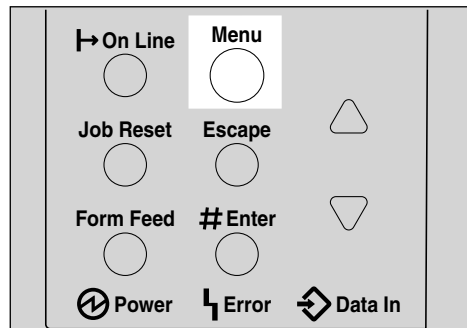 On Line Menu
Job Reset Escape
Form Feed #Enter
Power Error Data In